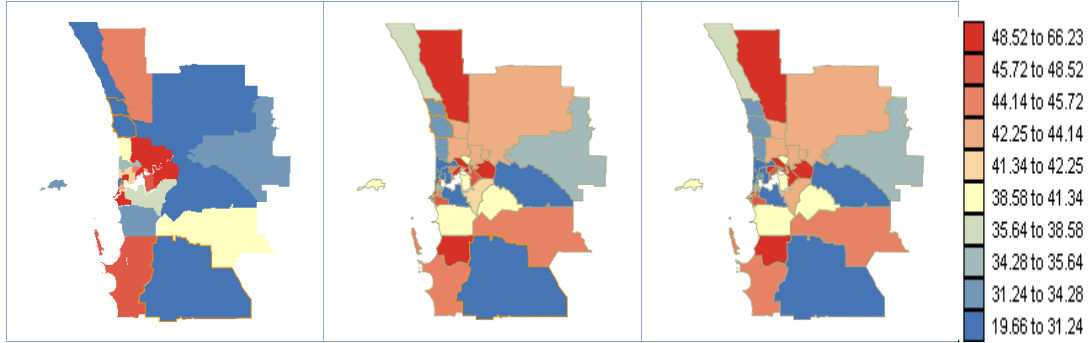 48.52 to 66.23
45.72 to 48.52
44.14 to 45.72
42.25 to 44.14
41.34 to 42.25
38.58 to 41.34
35.64 to 38.58
34.28 to 35.64
31.24 to 34.28
19.66 to 31.24